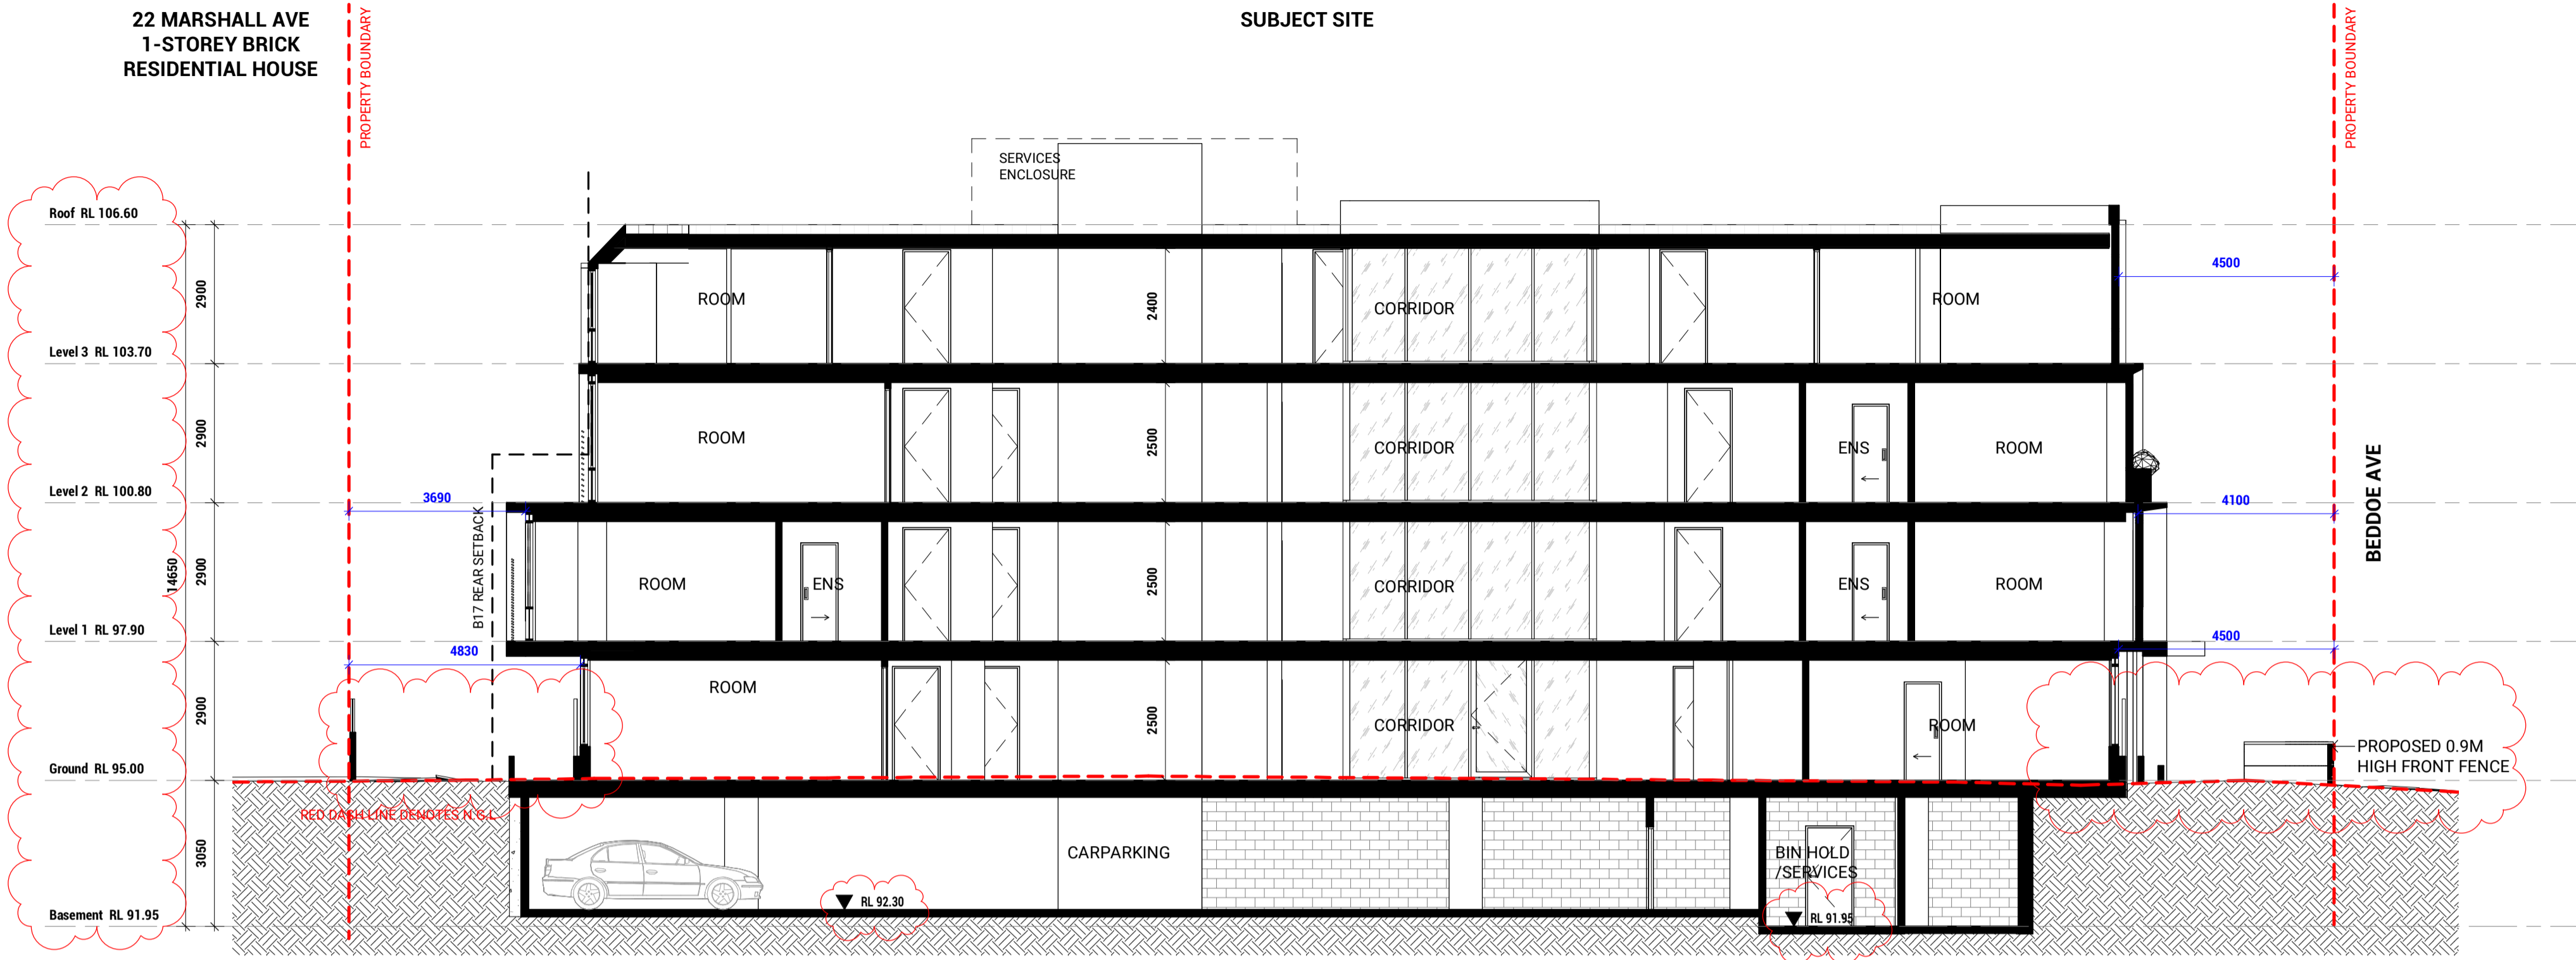 22 MARSHALL AVE
1-STOREY BRICK
RESIDENTIAL HOUSE
PROPERTY BOUNDARY
SUBJECT SITE
PROPERTY BOUNDARY
SERVICES
ENCLOSURE
Roof RL 106.60
2900
ROOM
2400
CORRIDOR
ROOM
4500
Level 3 RL 103.70
2900
ROOM
2500
CORRIDOR
ENS
ROOM
Level 2 RL 100.80
3690
4100
BEDDOE AVE
B17 REAR SETBACK
14650
2900
ROOM
ENS
2500
CORRIDOR
ENS
ROOM
Level 1 RL 97.90
4830
4500
2900
ROOM
2500
CORRIDOR
ROOM
PROPOSED 0.9M
HIGH FRONT FENCE
Ground RL 95.00
RED DASH LINE DENOTES N.G.L
3050
CARPARKING
BIN HOLD
/SERVICES
RL 92.30
RL 91.95
Basement RL 91.95